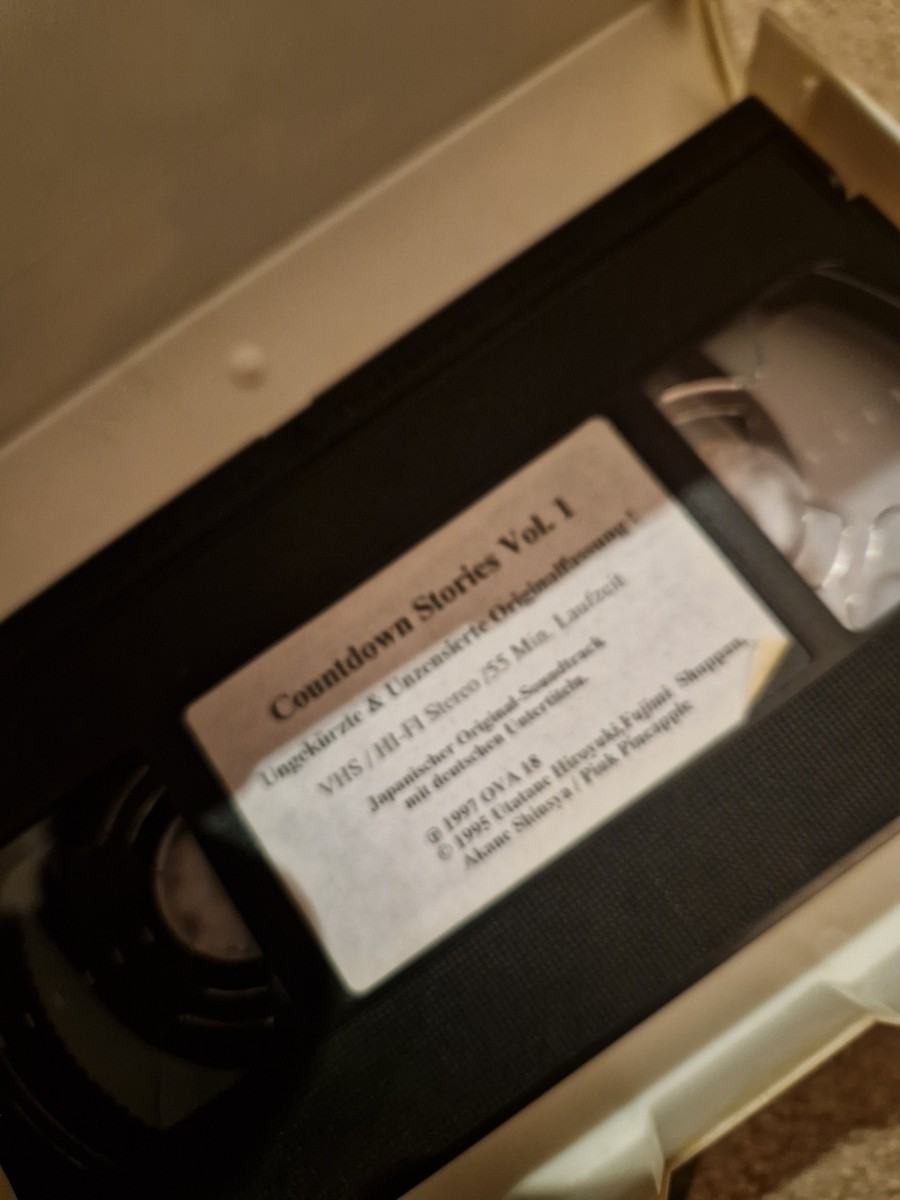 Countdown Stories Vol. 1
Ungekürzte & Unzensierte Originalfassung!
VHS / HI-FI Stereo /55 Min. Laufzeit
Japanischer Original-Soundtrack
mit deutschen Untertiteln.
℗ 1997 OVA 18
© 1995 Utatane Hiroyuki,Fujimi Shuppan,
Akane Shinsya / Pink Pineapple